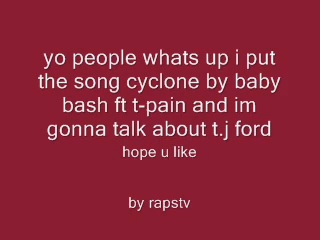 yo people whats up i put
the song cyclone by baby
bash ft t-pain and im
gonna talk about t.j ford
hope u like
by rapstv